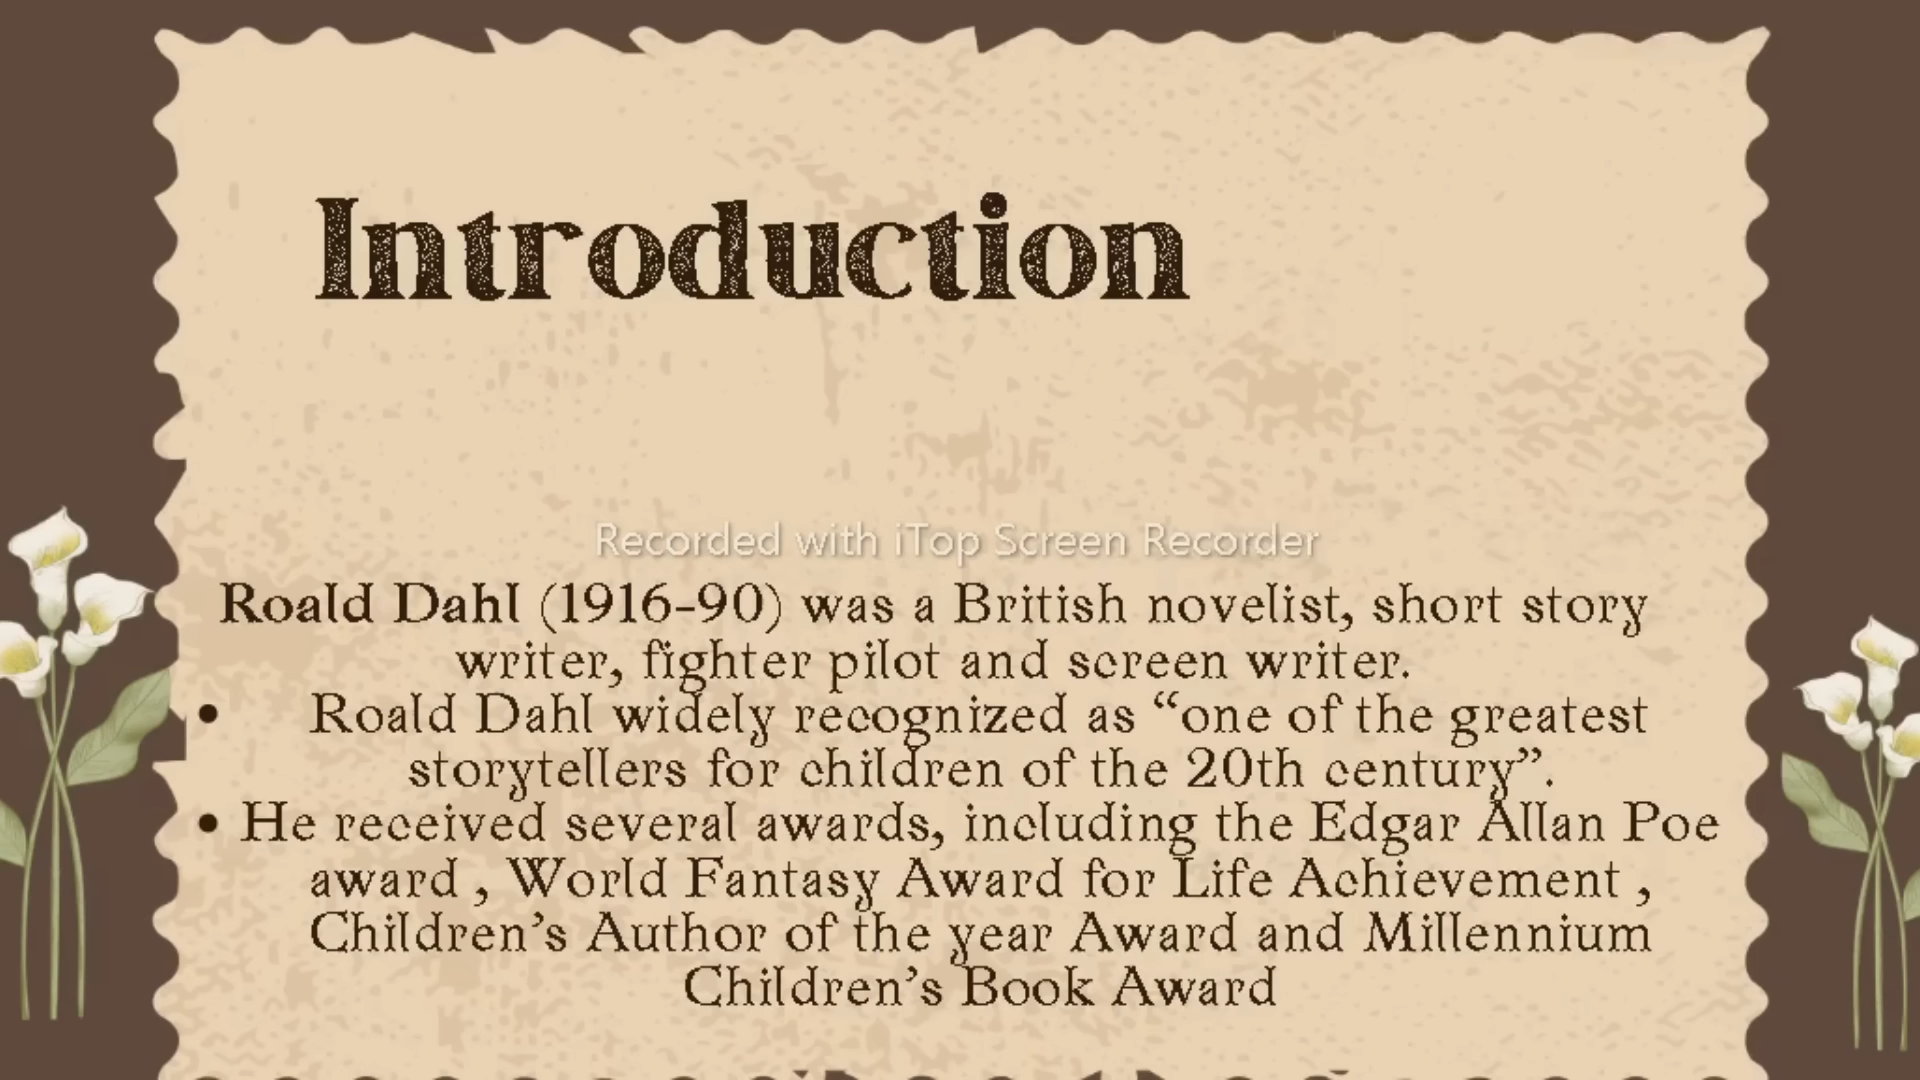 Introduction
Recorded with iTop Screen Recorder
Roald Dahl (1916-90) was a British novelist, short story
writer, fighter pilot and screen writer.
• Roald Dahl widely recognized as “one of the greatest
storytellers for children of the 20th century”.
• He received several awards, including the Edgar Allan Poe
award , World Fantasy Award for Life Achievement ,
Children’s Author of the year Award and Millennium
Children’s Book Award